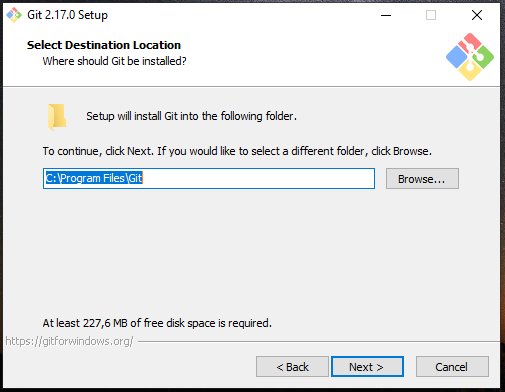 Git 2.17.0 Setup
Select Destination Location
Where should Git be installed?
Setup will install Git into the following folder.
To continue, click Next. If you would like to select a different folder, click Browse.
C:\Program Files\Git
Browse...
At least 227,6 MB of free disk space is required.
https://gitforwindows.org/
< Back
Next >
Cancel